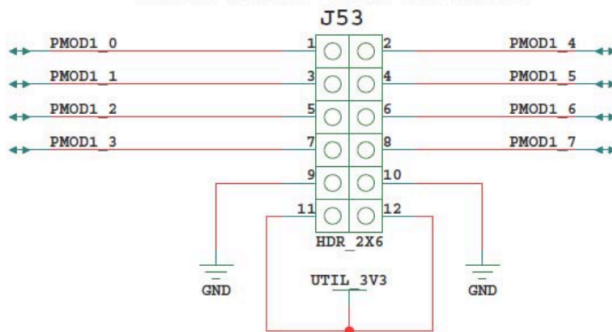 J53
PMOD1_0 1 2 PMOD1_4
PMOD1_1 3 4 PMOD1_5
PMOD1_2 5 6 PMOD1_6
PMOD1_3 7 8 PMOD1_7
9 10
11 12
HDR_2X6
GND UTIL_3V3 GND